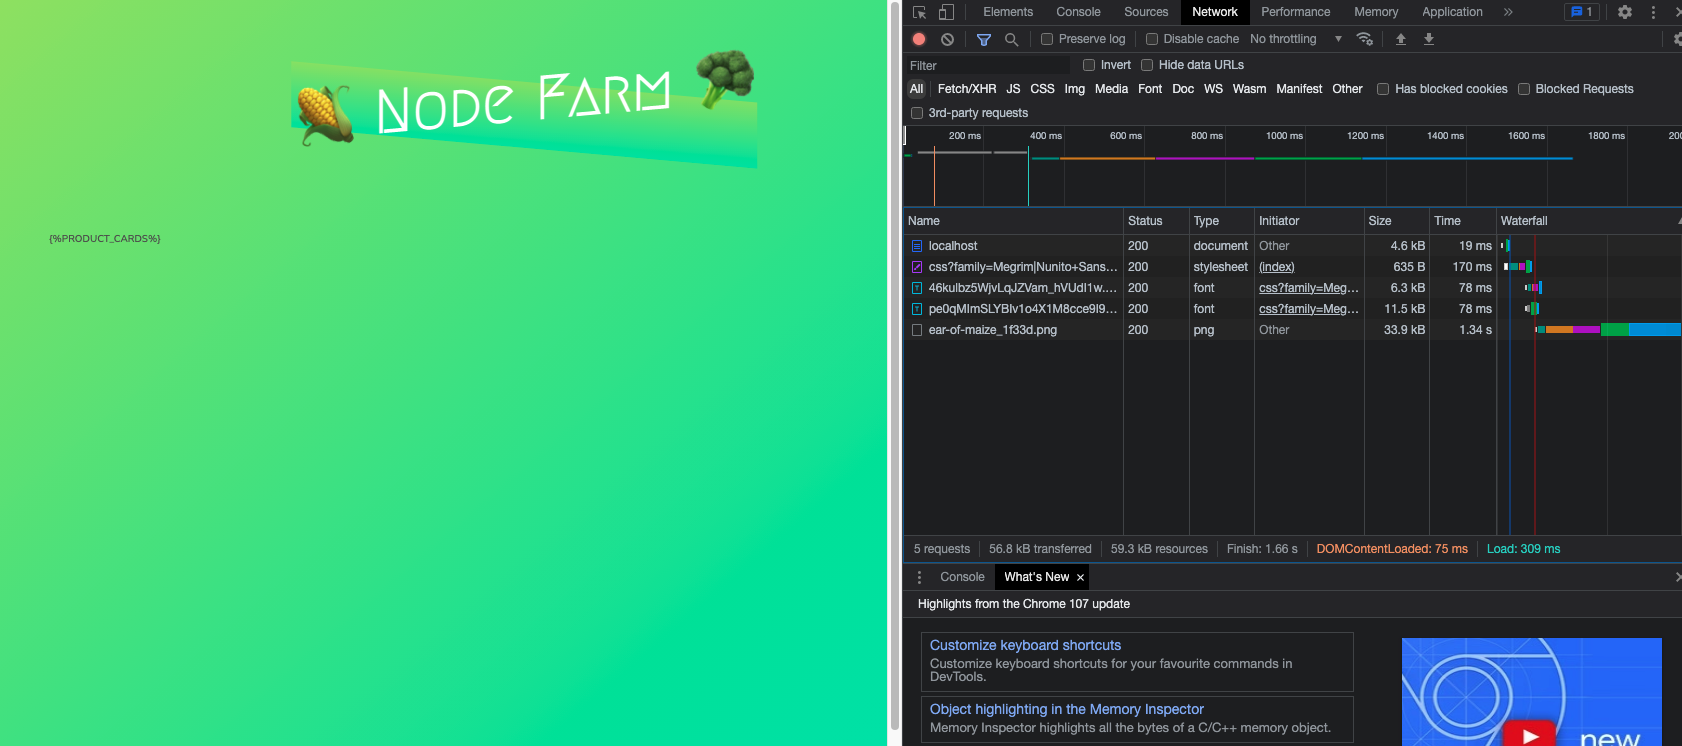 Node Farm
{%PRODUCT_CARDS%}
Elements Console Sources Network Performance Memory Application » 1
Preserve log Disable cache No throttling
Filter Invert Hide data URLs
All Fetch/XHR JS CSS Img Media Font Doc WS Wasm Manifest Other Has blocked cookies Blocked Requests
3rd-party requests
200 ms 400 ms 600 ms 800 ms 1000 ms 1200 ms 1400 ms 1600 ms 1800 ms 200
Name Status Type Initiator Size Time Waterfall
localhost 200 document Other 4.6 kB 19 ms
css?family=Megrim|Nunito+Sans... 200 stylesheet (index) 635 B 170 ms
46kulbz5WjvLqJZVam_hVUdI1w.... 200 font css?family=Meg... 6.3 kB 78 ms
pe0qMImSLYBIv1o4X1M8cce9I9... 200 font css?family=Meg... 11.5 kB 78 ms
ear-of-maize_1f33d.png 200 png Other 33.9 kB 1.34 s
5 requests 56.8 kB transferred 59.3 kB resources Finish: 1.66 s DOMContentLoaded: 75 ms Load: 309 ms
Console What's New ×
Highlights from the Chrome 107 update
Customize keyboard shortcuts
Customize keyboard shortcuts for your favourite commands in
DevTools.
Object highlighting in the Memory Inspector
Memory Inspector highlights all the bytes of a C/C++ memory object.
new